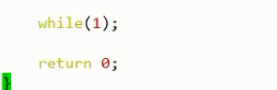 while(1);
return 0;
}